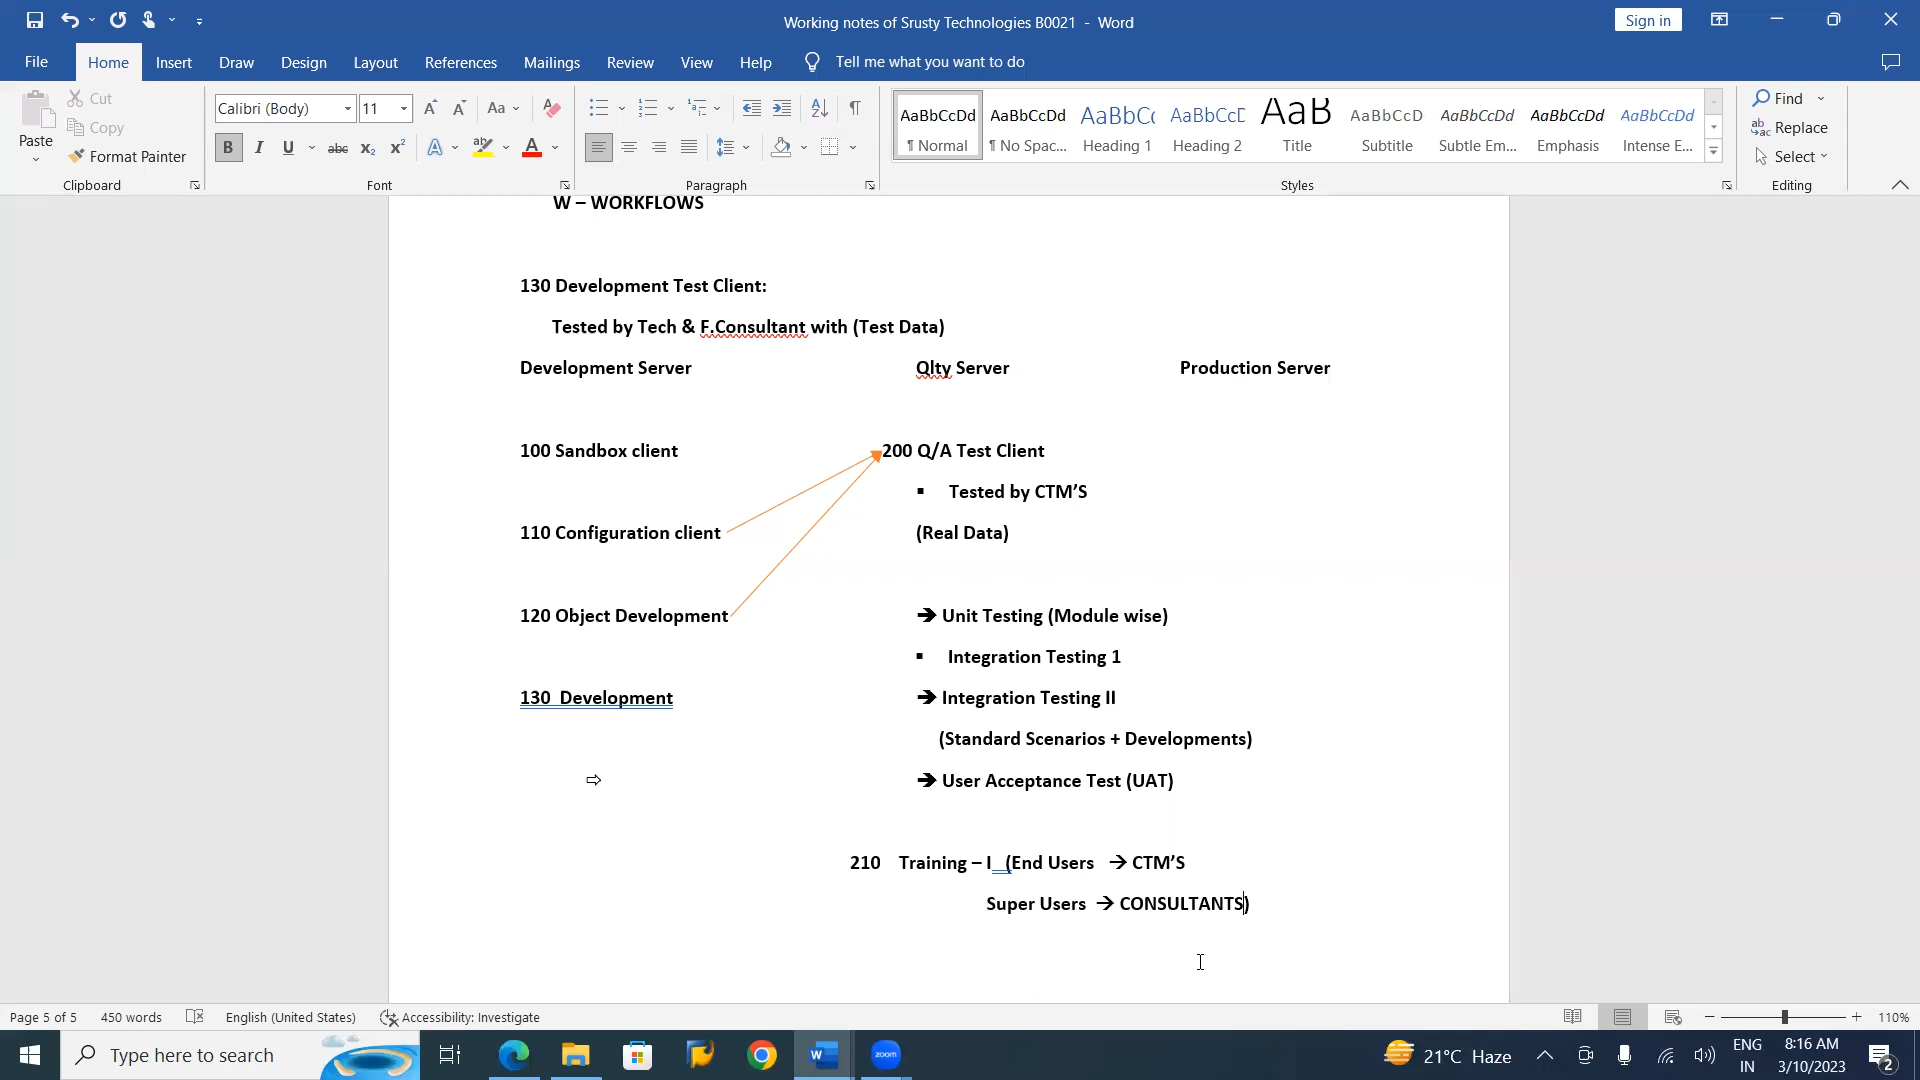 Working notes of Srusty Technologies B0021 - Word
Sign in
File Home Insert Draw Design Layout References Mailings Review View Help Tell me what you want to do
Paste
Cut
Copy
Format Painter
Clipboard
Calibri (Body) 11
Aa
B I U abc x₂ x² A A
Font
Paragraph
AaBbCcDd AaBbCcDd AaBbCc AaBbCcD AaB AaBbCcD AaBbCcDd AaBbCcDd AaBbCcDd
¶ Normal ¶ No Spac... Heading 1 Heading 2 Title Subtitle Subtle Em... Emphasis Intense E...
Styles
Find
Replace
Select
Editing
W – WORKFLOWS
130 Development Test Client:
Tested by Tech & F.Consultant with (Test Data)
Development Server Qlty Server Production Server
100 Sandbox client 200 Q/A Test Client
▪ Tested by CTM’S
110 Configuration client (Real Data)
120 Object Development ➔ Unit Testing (Module wise)
▪ Integration Testing 1
130 Development ➔ Integration Testing II
(Standard Scenarios + Developments)
⇨ ➔ User Acceptance Test (UAT)
210 Training – I (End Users → CTM’S
Super Users → CONSULTANTS)
Page 5 of 5 450 words English (United States) Accessibility: Investigate 110%
Type here to search
zoom
21°C Haze
ENG
IN
8:16 AM
3/10/2023
2